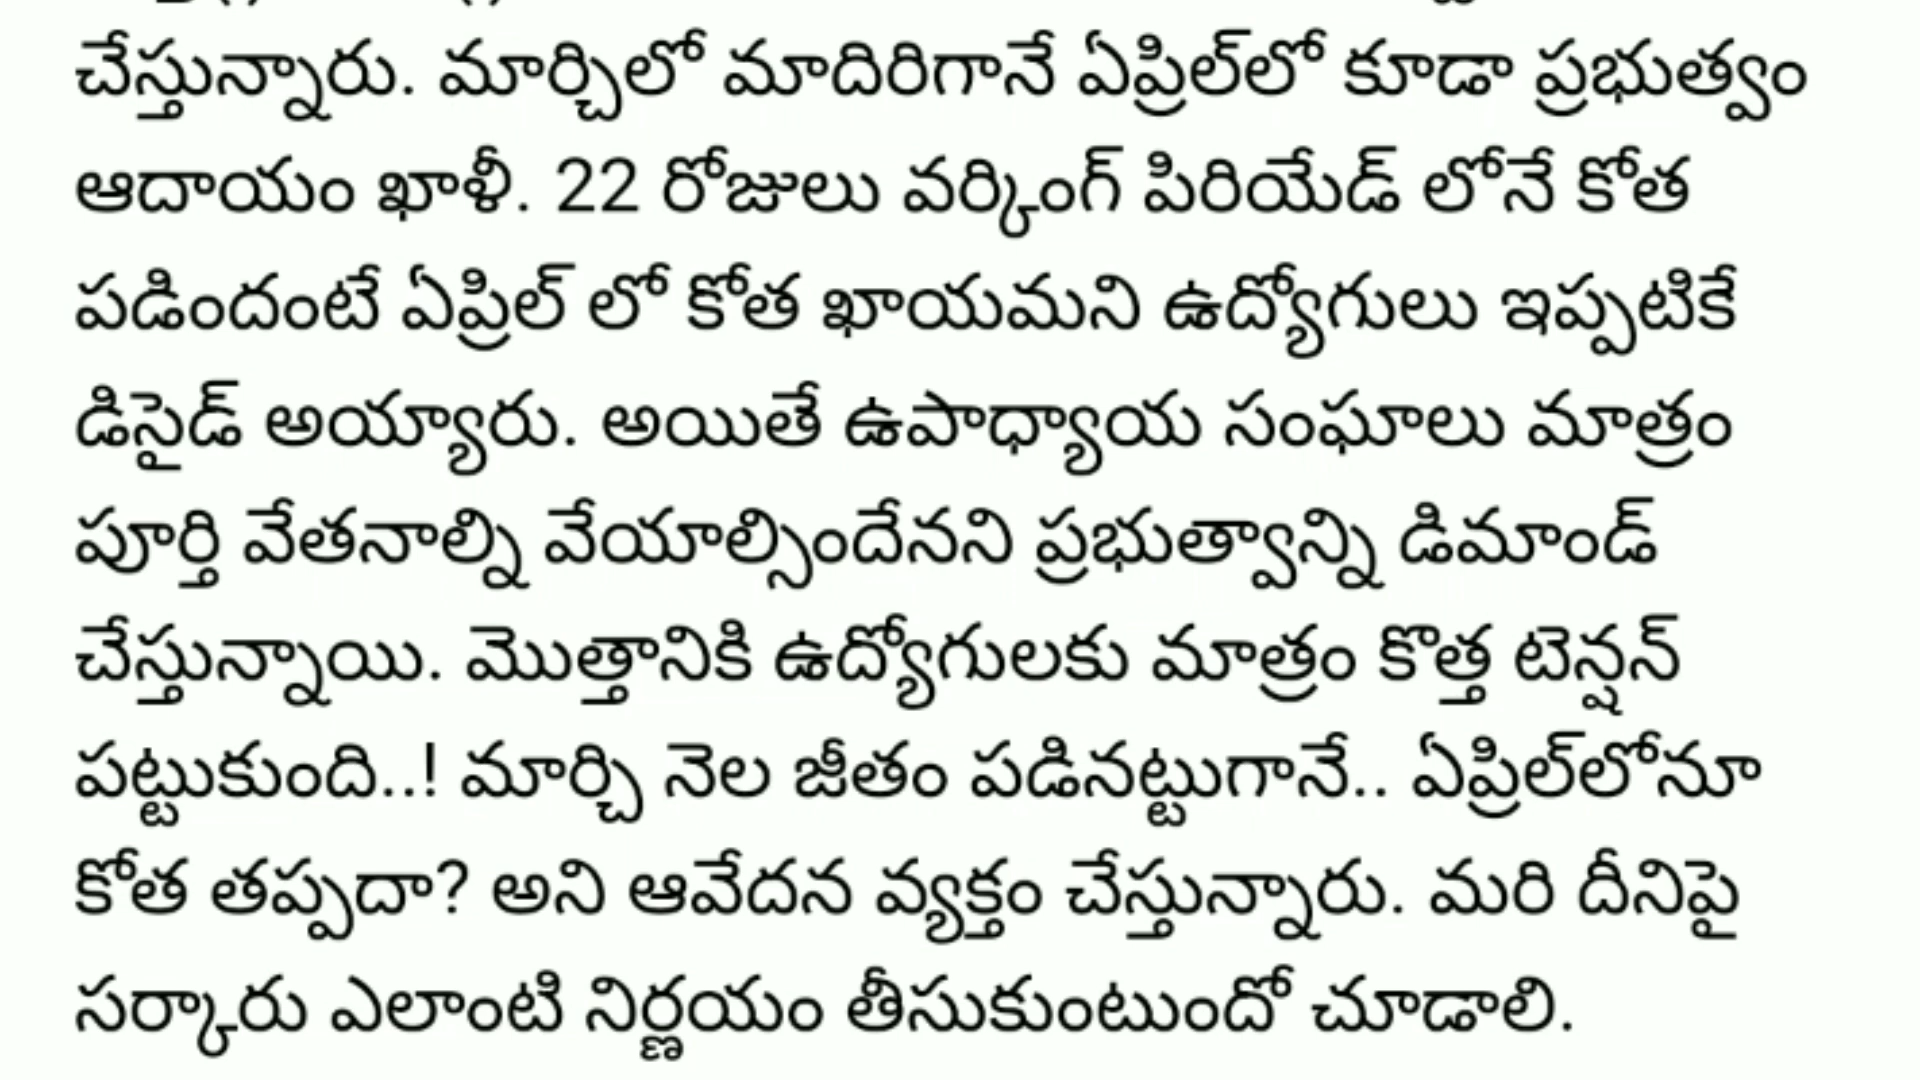 చేస్తున్నారు. మార్చిలో మాదిరిగానే ఏప్రిల్‌లో కూడా ప్రభుత్వం
ఆదాయం ఖాళీ. 22 రోజులు వర్కింగ్ పిరియేడ్ లోనే కోత
పడిందంటే ఏప్రిల్ లో కోత ఖాయమని ఉద్యోగులు ఇప్పటికే
డిసైడ్ అయ్యారు. అయితే ఉపాధ్యాయ సంఘాలు మాత్రం
పూర్తి వేతనాల్ని వేయాల్సిందేనని ప్రభుత్వాన్ని డిమాండ్
చేస్తున్నాయి. మొత్తానికి ఉద్యోగులకు మాత్రం కొత్త టెన్షన్
పట్టుకుంది..! మార్చి నెల జీతం పడినట్టుగానే.. ఏప్రిల్‌లోనూ
కోత తప్పదా? అని ఆవేదన వ్యక్తం చేస్తున్నారు. మరి దీనిపై
సర్కారు ఎలాంటి నిర్ణయం తీసుకుంటుందో చూడాలి.